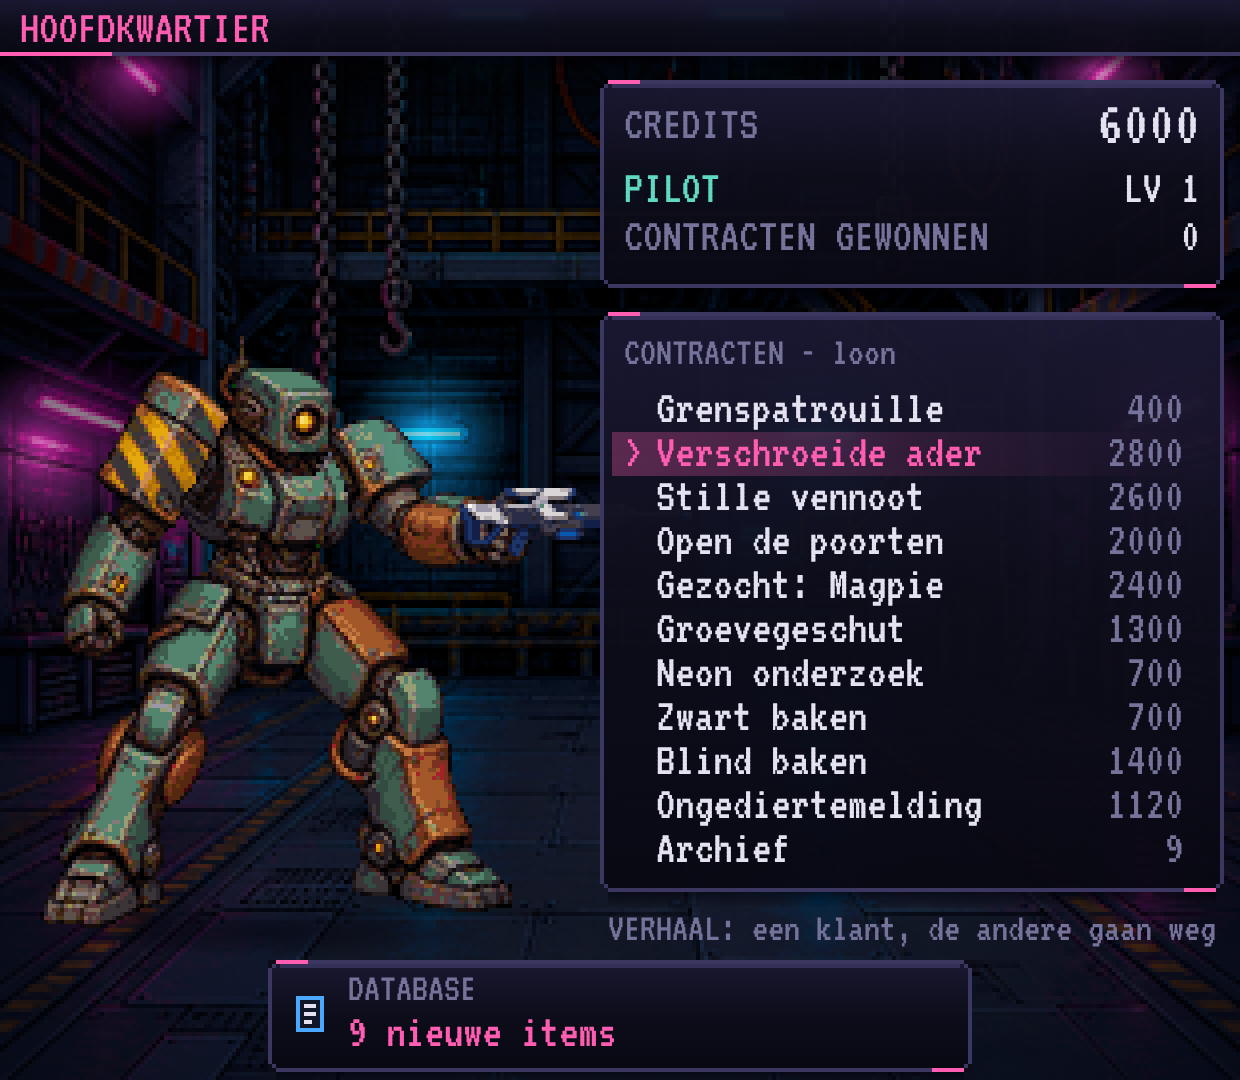 HOOFDKWARTIER
CREDITS 6000
PILOT LV 1
CONTRACTEN GEWONNEN 0
CONTRACTEN - loon
Grenspatrouille 400
> Verschroeide ader 2800
Stille vennoot 2600
Open de poorten 2000
Gezocht: Magpie 2400
Groevegeschut 1300
Neon onderzoek 700
Zwart baken 700
Blind baken 1400
Ongediertemelding 1120
Archief 9
VERHAAL: een klant, de andere gaan weg
DATABASE
9 nieuwe items